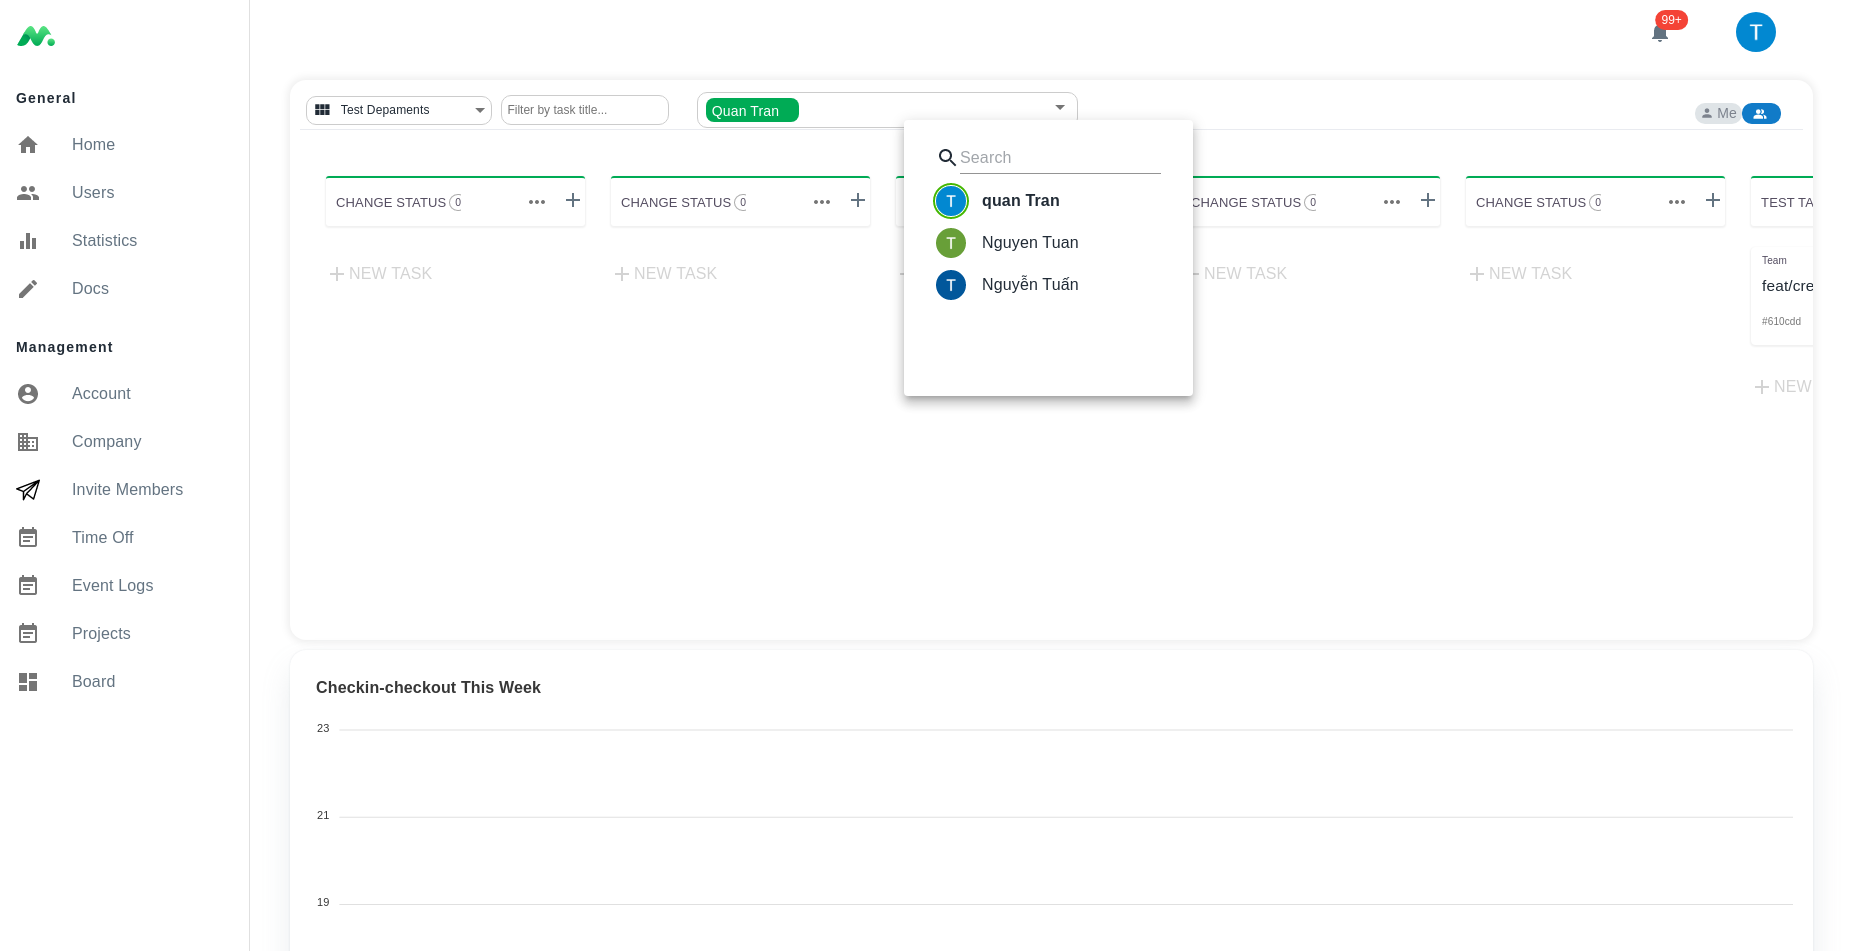 99+
T
General
Home
Users
Statistics
Docs
Management
Account
Company
Invite Members
Time Off
Event Logs
Projects
Board
Test Depaments
Filter by task title...
Quan Tran
Me
Search
T quan Tran
T Nguyen Tuan
T Nguyễn Tuấn
CHANGE STATUS 0
NEW TASK
CHANGE STATUS 0
NEW TASK
CHANGE STATUS 0
NEW TASK
CHANGE STATUS 0
NEW TASK
TEST TA
Team
feat/cre
#610cdd
NEW
Checkin-checkout This Week
23
21
19